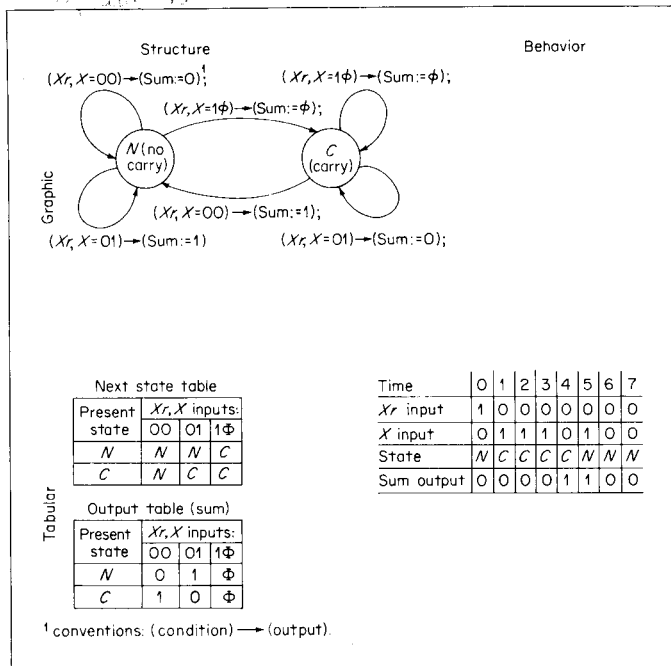 Structure
Behavior
(Xr, X=00)→(Sum:=0)¹;
(Xr, X=1ϕ)→(Sum:=ϕ);
(Xr, X=1ϕ)→(Sum:=ϕ);
N (no
carry)
C
(carry)
Graphic
(Xr, X=00)→(Sum:=1);
(Xr, X=01)→(Sum:=1)
(Xr, X=01)→(Sum:=0);
Next state table
Present state | Xr, X inputs:
00 | 01 | 1Φ
N | N | N | C
C | N | C | C
Time | 0 | 1 | 2 | 3 | 4 | 5 | 6 | 7
Xr input | 1 | 0 | 0 | 0 | 0 | 0 | 0 | 0
X input | 0 | 1 | 1 | 1 | 0 | 1 | 0 | 0
State | N | C | C | C | C | N | N | N
Sum output | 0 | 0 | 0 | 0 | 1 | 1 | 0 | 0
Tabular
Output table (sum)
Present state | Xr, X inputs:
00 | 01 | 1Φ
N | 0 | 1 | Φ
C | 1 | 0 | Φ
¹ conventions: (condition) → (output).